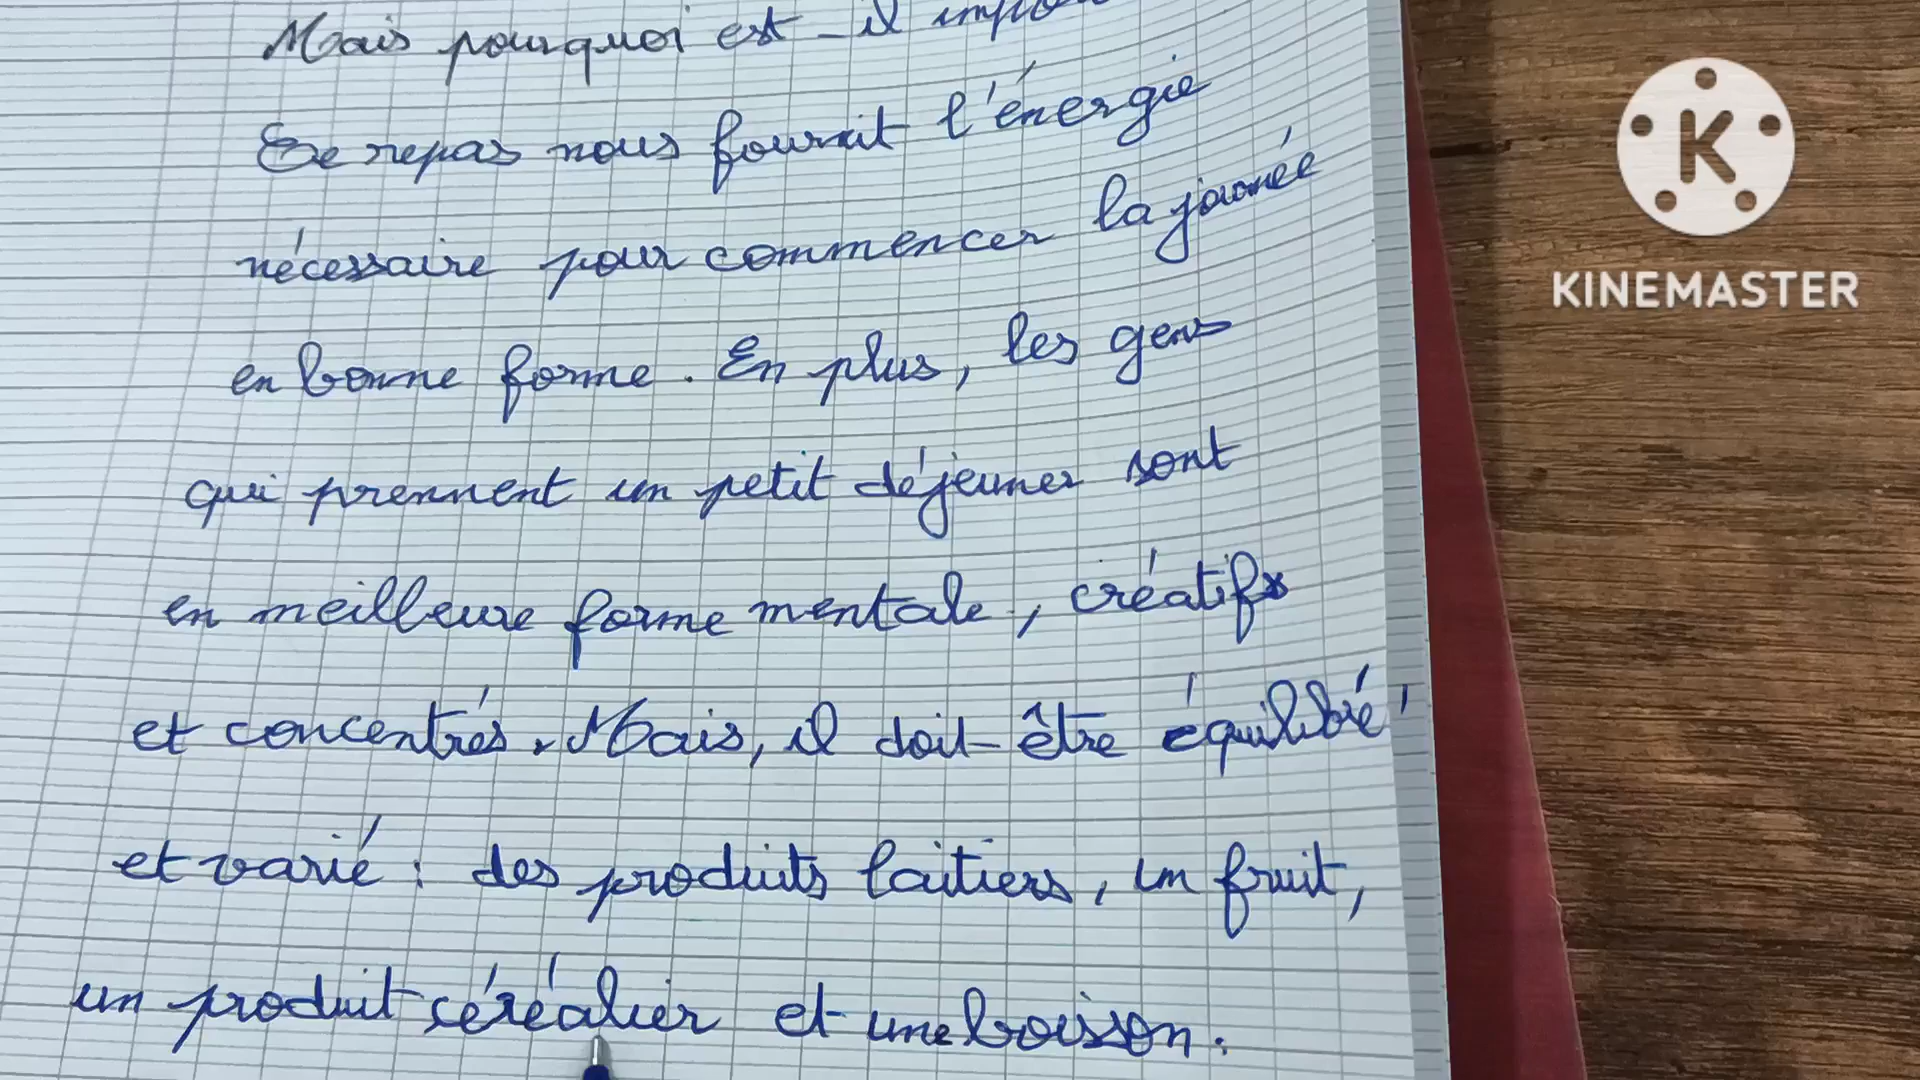 Mais pourquoi est-il
Ce repas nous fournit l'énergie
nécessaire pour commencer la journée
en bonne forme. En plus, les gens
qui prennent un petit déjeuner sont
en meilleure forme mentale, créatifs
et concentrés. Mais, il doit être équilibré
et varié : des produits laitiers, un fruit,
un produit céréalier et une boisson.
K
KINEMASTER